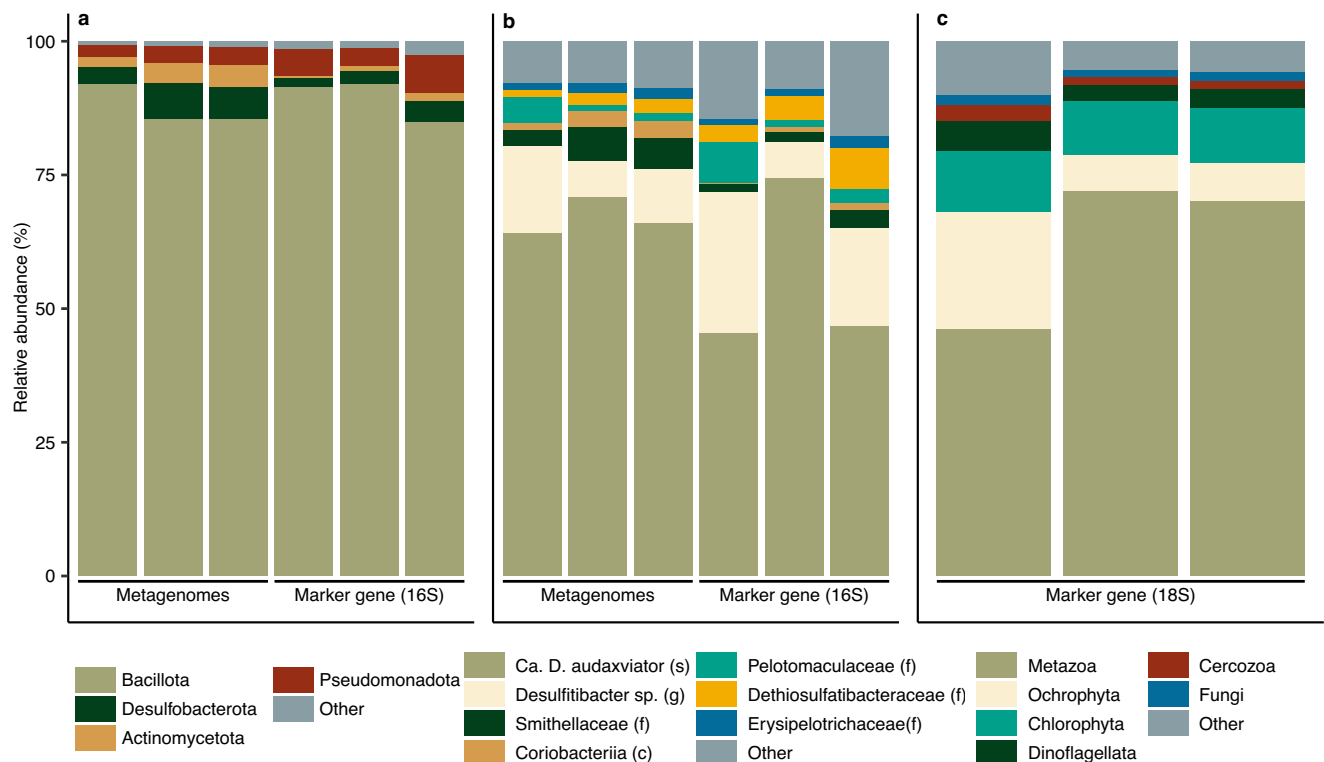 a
b
c
100
75
50
25
0
Relative abundance (%)
Metagenomes
Marker gene (16S)
Metagenomes
Marker gene (16S)
Marker gene (18S)
Bacillota
Desulfobacterota
Actinomycetota
Pseudomonadota
Other
Ca. D. audaxviator (s)
Desulfitibacter sp. (g)
Smithellaceae (f)
Coriobacteriia (c)
Pelotomaculaceae (f)
Dethiosulfatibacteraceae (f)
Erysipelotrichaceae(f)
Other
Metazoa
Ochrophyta
Chlorophyta
Dinoflagellata
Cercozoa
Fungi
Other